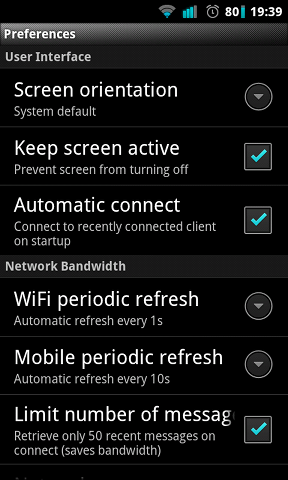 80 19:39
Preferences
User Interface
Screen orientation
System default
Keep screen active
Prevent screen from turning off
Automatic connect
Connect to recently connected client
on startup
Network Bandwidth
WiFi periodic refresh
Automatic refresh every 1s
Mobile periodic refresh
Automatic refresh every 10s
Limit number of messag
Retrieve only 50 recent messages on
connect (saves bandwidth)